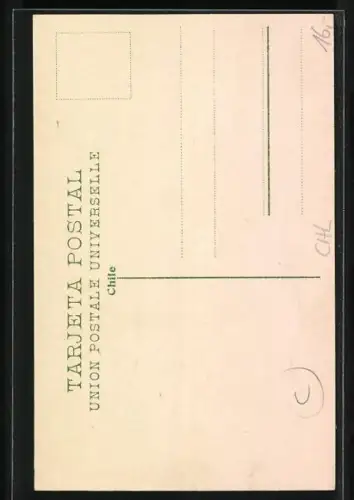 TARJETA POSTAL
UNION POSTALE UNIVERSELLE
Chile
16,-
CHL
C